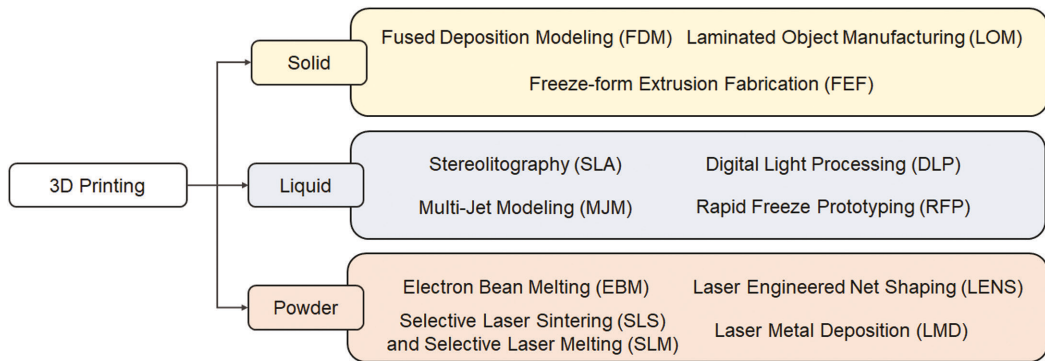 3D Printing
Solid
Fused Deposition Modeling (FDM) Laminated Object Manufacturing (LOM)
Freeze-form Extrusion Fabrication (FEF)
Liquid
Stereolitography (SLA) Digital Light Processing (DLP)
Multi-Jet Modeling (MJM) Rapid Freeze Prototyping (RFP)
Powder
Electron Bean Melting (EBM) Laser Engineered Net Shaping (LENS)
Selective Laser Sintering (SLS)
and Selective Laser Melting (SLM)
Laser Metal Deposition (LMD)